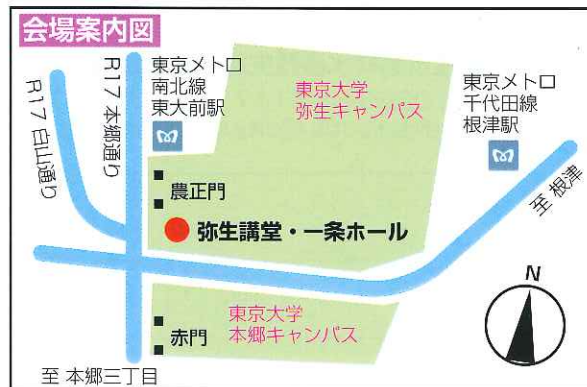 会場案内図
R17 白山通り
R17 本郷通り
東京メトロ
南北線
東大前駅
東京大学
弥生キャンパス
東京メトロ
千代田線
根津駅
農正門
弥生講堂・一条ホール
至 根津
N
東京大学
本郷キャンパス
赤門
至 本郷三丁目